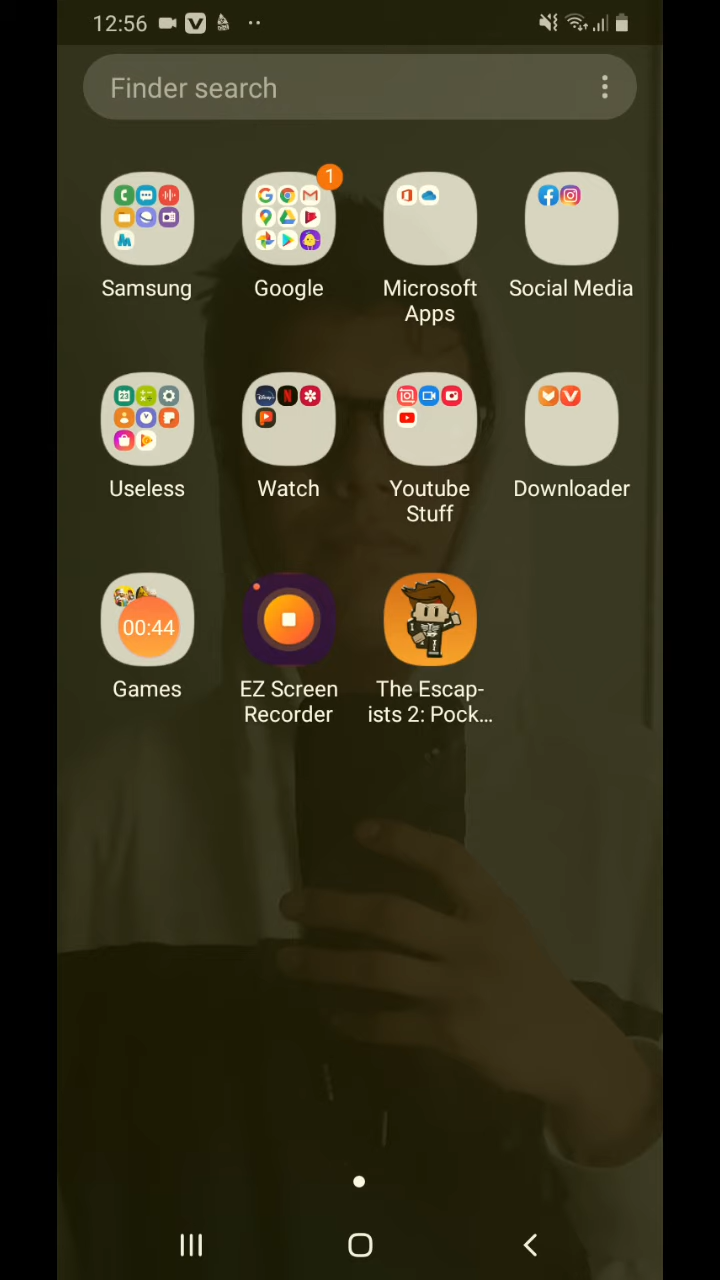 12:56
Finder search
1
Samsung
Google
Microsoft
Apps
Social Media
Useless
Watch
Youtube
Stuff
Downloader
00:44
Games
EZ Screen
Recorder
The Escap-
ists 2: Pock...